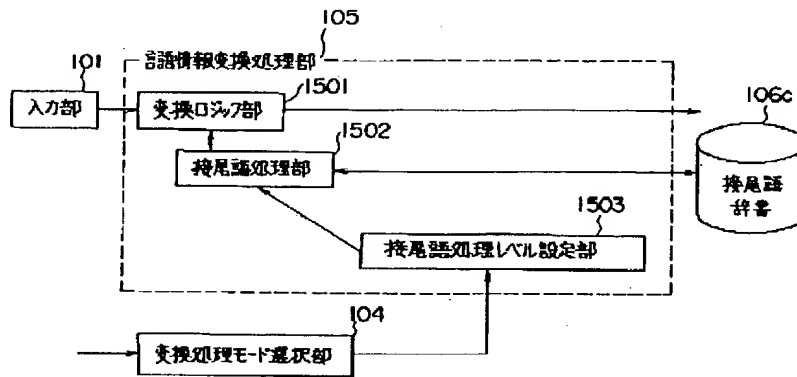 105
言語情報変換処理部
101
1501
106c
入力部
変換ロジック部
1502
接尾語処理部
接尾語
辞書
1503
接尾語処理レベル設定部
104
変換処理モード選択部